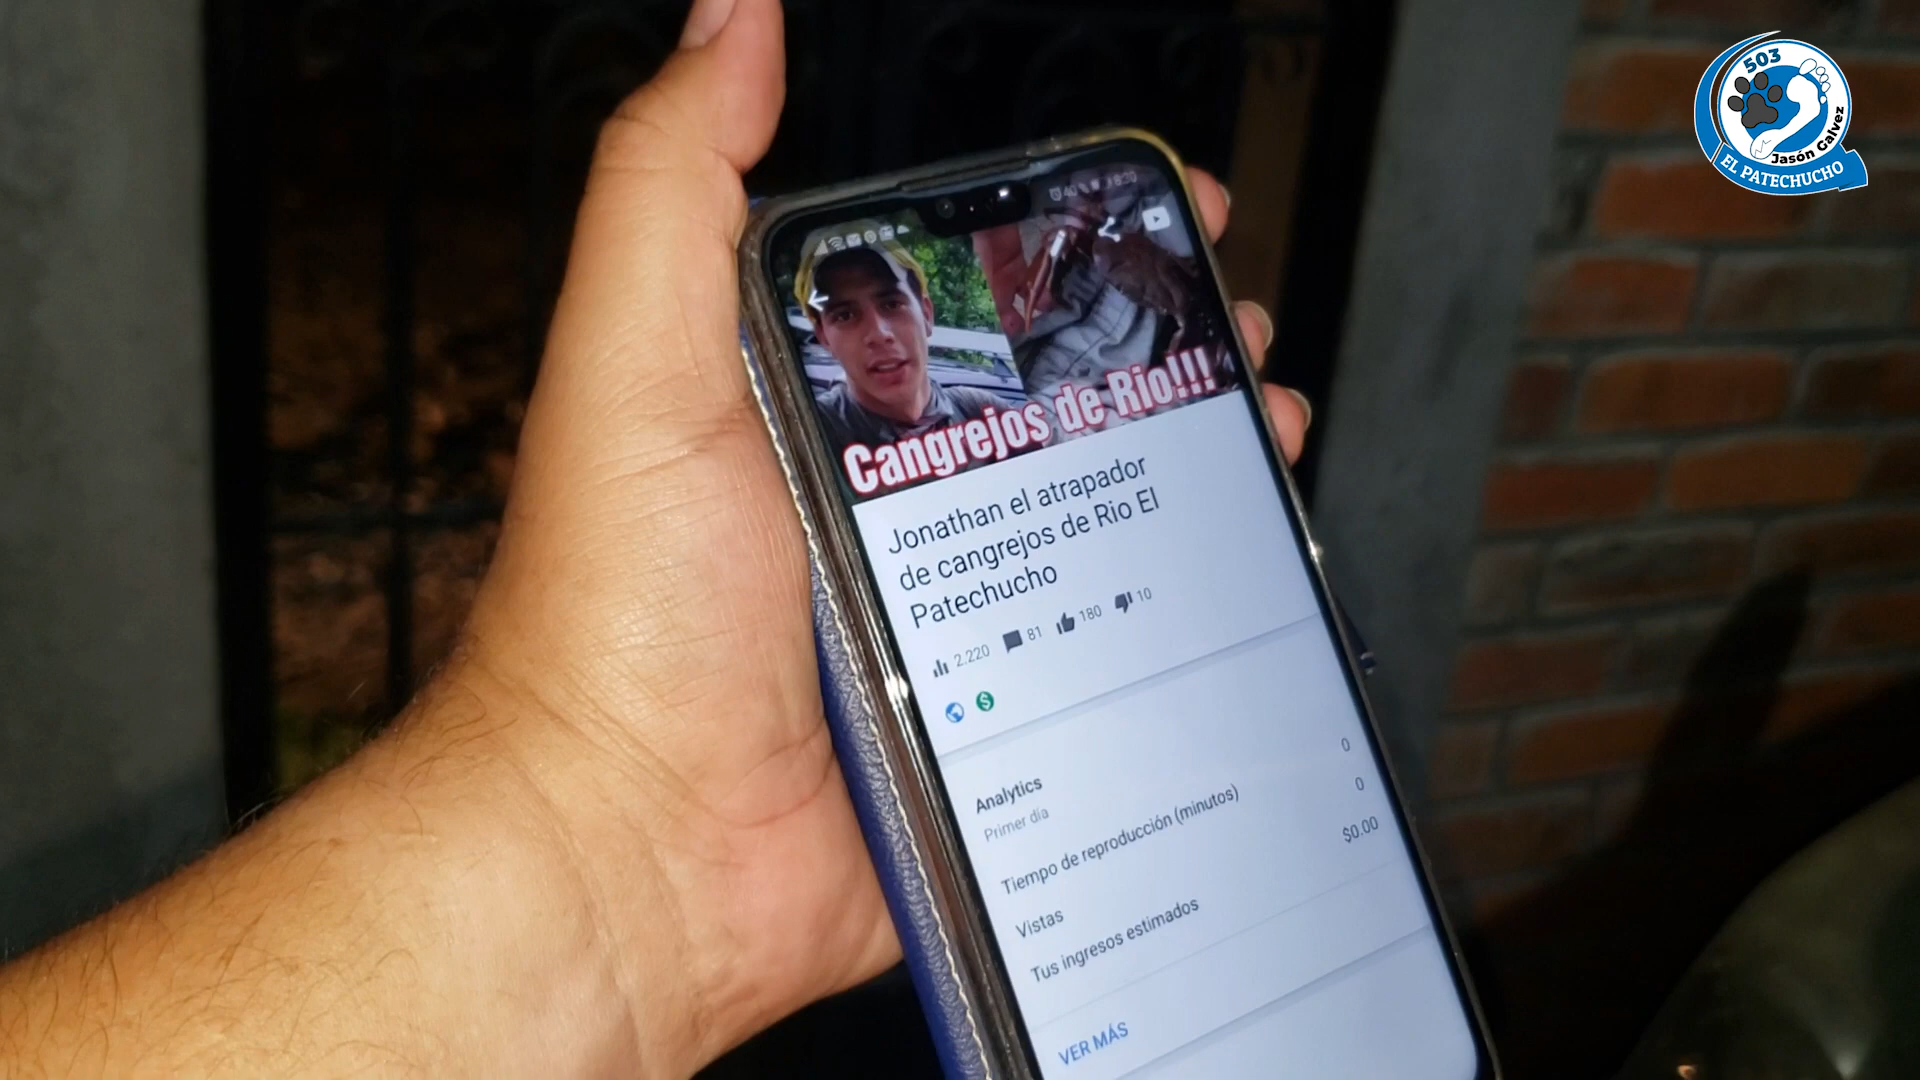 503
Jasón Galvez
EL PATECHUCHO
8:20
Cangrejos de Rio!!!
Jonathan el atrapador
de cangrejos de Rio El
Patechucho
2.220 81 180 10
Analytics
Primer día
Tiempo de reproducción (minutos) 0
Vistas 0
Tus ingresos estimados $0.00
VER MÁS